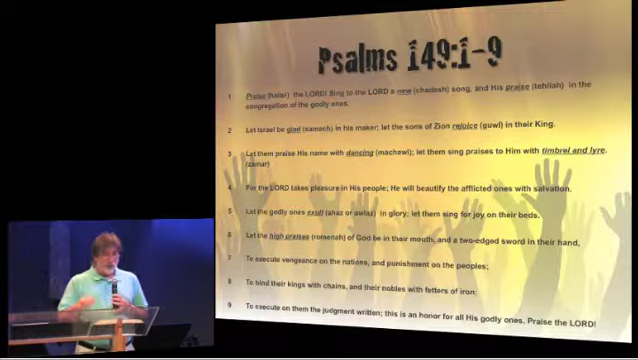 Psalms 149:1-9
1 Praise (hallel) the LORD! Sing to the LORD a new (chadash) song, and His praise (tehilah) in the
congregation of the godly ones.
2 Let Israel be glad (samach) in his maker; let the sons of Zion rejoice (guwl) in their King.
3 Let them praise His name with dancing (machowl); let them sing praises to Him with timbrel and lyre.
(zamar)
4 For the LORD takes pleasure in His people; He will beautify the afflicted ones with salvation.
5 Let the godly ones exult (alaz or awlaz) in glory; let them sing for joy on their beds.
6 Let the high praises (romemah) of God be in their mouth, and a two-edged sword in their hand,
7 To execute vengeance on the nations, and punishment on the peoples;
8 To bind their kings with chains, and their nobles with fetters of iron;
9 To execute on them the judgment written; this is an honor for all His godly ones. Praise the LORD!